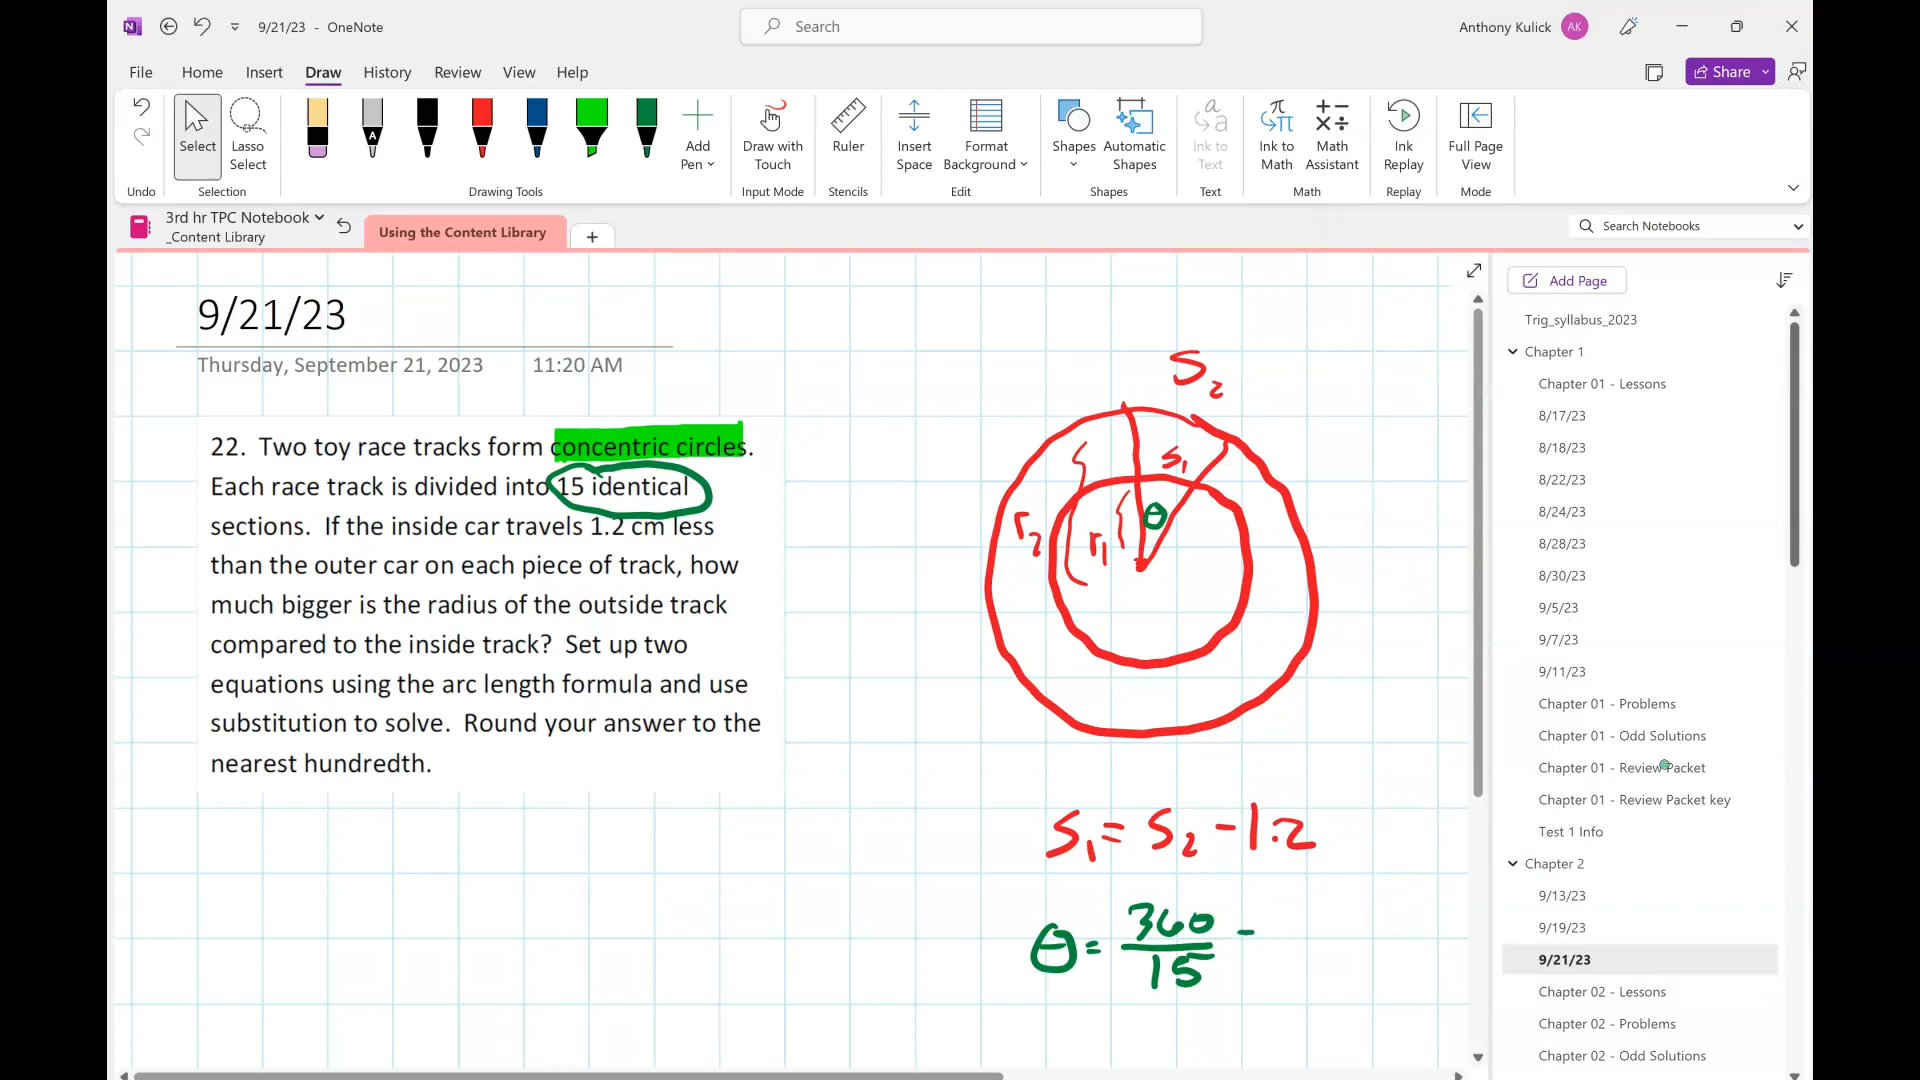 9/21/23 - OneNote
Search
Anthony Kulick AK
File Home Insert Draw History Review View Help
Share
Undo
Select
Lasso Select
Selection
A
Drawing Tools
Add Pen
Draw with Touch
Input Mode
Ruler
Stencils
Insert Space
Format Background
Edit
Shapes
Automatic Shapes
Shapes
Ink to Text
Text
Ink to Math
Math Assistant
Math
Ink Replay
Replay
Full Page View
Mode
3rd hr TPC Notebook
_Content Library
Using the Content Library
+
Search Notebooks
9/21/23
Thursday, September 21, 2023 11:20 AM
22. Two toy race tracks form concentric circles.
Each race track is divided into 15 identical
sections. If the inside car travels 1.2 cm less
than the outer car on each piece of track, how
much bigger is the radius of the outside track
compared to the inside track? Set up two
equations using the arc length formula and use
substitution to solve. Round your answer to the
nearest hundredth.
S₂
S₁
θ
r₂
r₁
S₁ = S₂ - 1.2
θ = 360/15 -
Add Page
Trig_syllabus_2023
Chapter 1
Chapter 01 - Lessons
8/17/23
8/18/23
8/22/23
8/24/23
8/28/23
8/30/23
9/5/23
9/7/23
9/11/23
Chapter 01 - Problems
Chapter 01 - Odd Solutions
Chapter 01 - Review Packet
Chapter 01 - Review Packet key
Test 1 Info
Chapter 2
9/13/23
9/19/23
9/21/23
Chapter 02 - Lessons
Chapter 02 - Problems
Chapter 02 - Odd Solutions